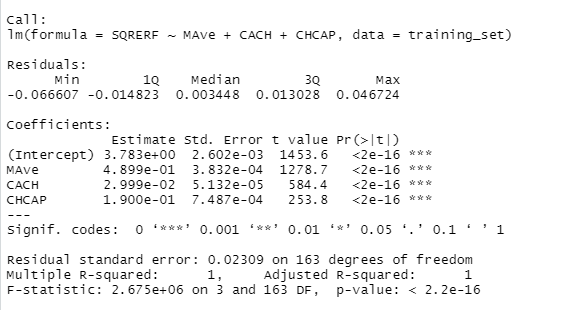 Call:
lm(formula = SQRERF ~ MAve + CACH + CHCAP, data = training_set)
Residuals:
Min 1Q Median 3Q Max
-0.066607 -0.014823 0.003448 0.013028 0.046724
Coefficients:
Estimate Std. Error t value Pr(>|t|)
(Intercept) 3.783e+00 2.602e-03 1453.6 <2e-16 ***
MAve 4.899e-01 3.832e-04 1278.7 <2e-16 ***
CACH 2.999e-02 5.132e-05 584.4 <2e-16 ***
CHCAP 1.900e-01 7.487e-04 253.8 <2e-16 ***
---
Signif. codes: 0 ‘***’ 0.001 ‘**’ 0.01 ‘*’ 0.05 ‘.’ 0.1 ‘ ’ 1
Residual standard error: 0.02309 on 163 degrees of freedom
Multiple R-squared: 1, Adjusted R-squared: 1
F-statistic: 2.675e+06 on 3 and 163 DF, p-value: < 2.2e-16